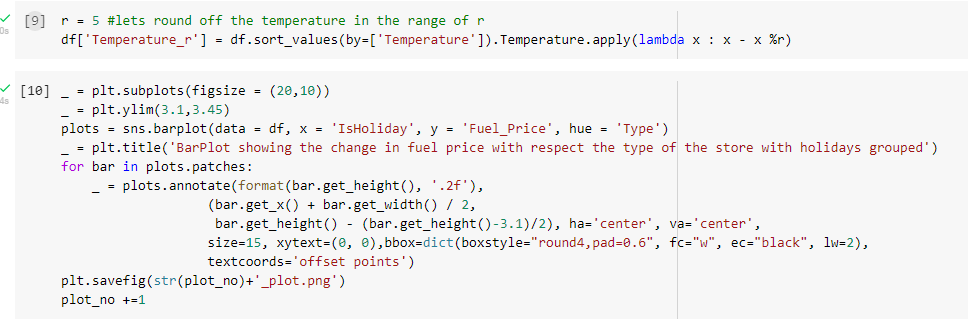 [9] r = 5 #lets round off the temperature in the range of r
0s
df['Temperature_r'] = df.sort_values(by=['Temperature']).Temperature.apply(lambda x : x - x %r)
[10] _ = plt.subplots(figsize = (20,10))
4s
_ = plt.ylim(3.1,3.45)
plots = sns.barplot(data = df, x = 'IsHoliday', y = 'Fuel_Price', hue = 'Type')
_ = plt.title('BarPlot showing the change in fuel price with respect the type of the store with holidays grouped')
for bar in plots.patches:
_ = plots.annotate(format(bar.get_height(), '.2f'),
(bar.get_x() + bar.get_width() / 2,
bar.get_height() - (bar.get_height()-3.1)/2), ha='center', va='center',
size=15, xytext=(0, 0),bbox=dict(boxstyle="round4,pad=0.6", fc="w", ec="black", lw=2),
textcoords='offset points')
plt.savefig(str(plot_no)+'_plot.png')
plot_no +=1